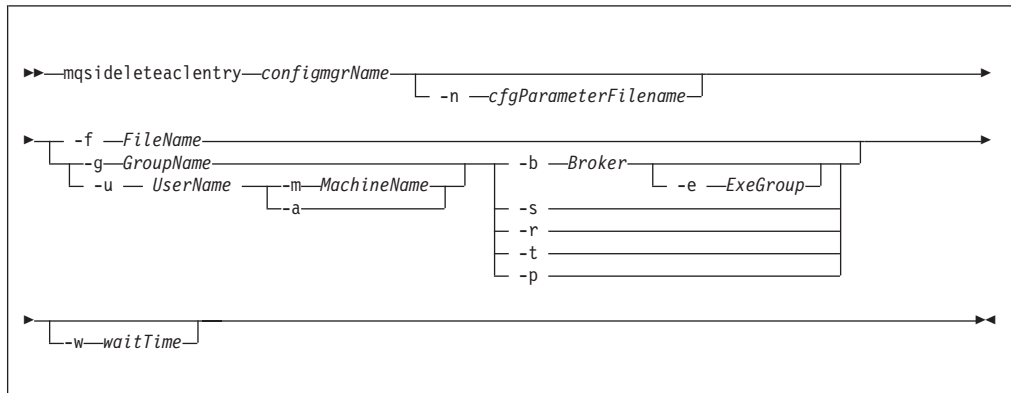 mqsideleteaclentry configmgrName
-n cfgParameterFilename
-f FileName
-g GroupName -b Broker
-u UserName -m MachineName -e ExeGroup
-a -s
-r
-t
-p
-w waitTime